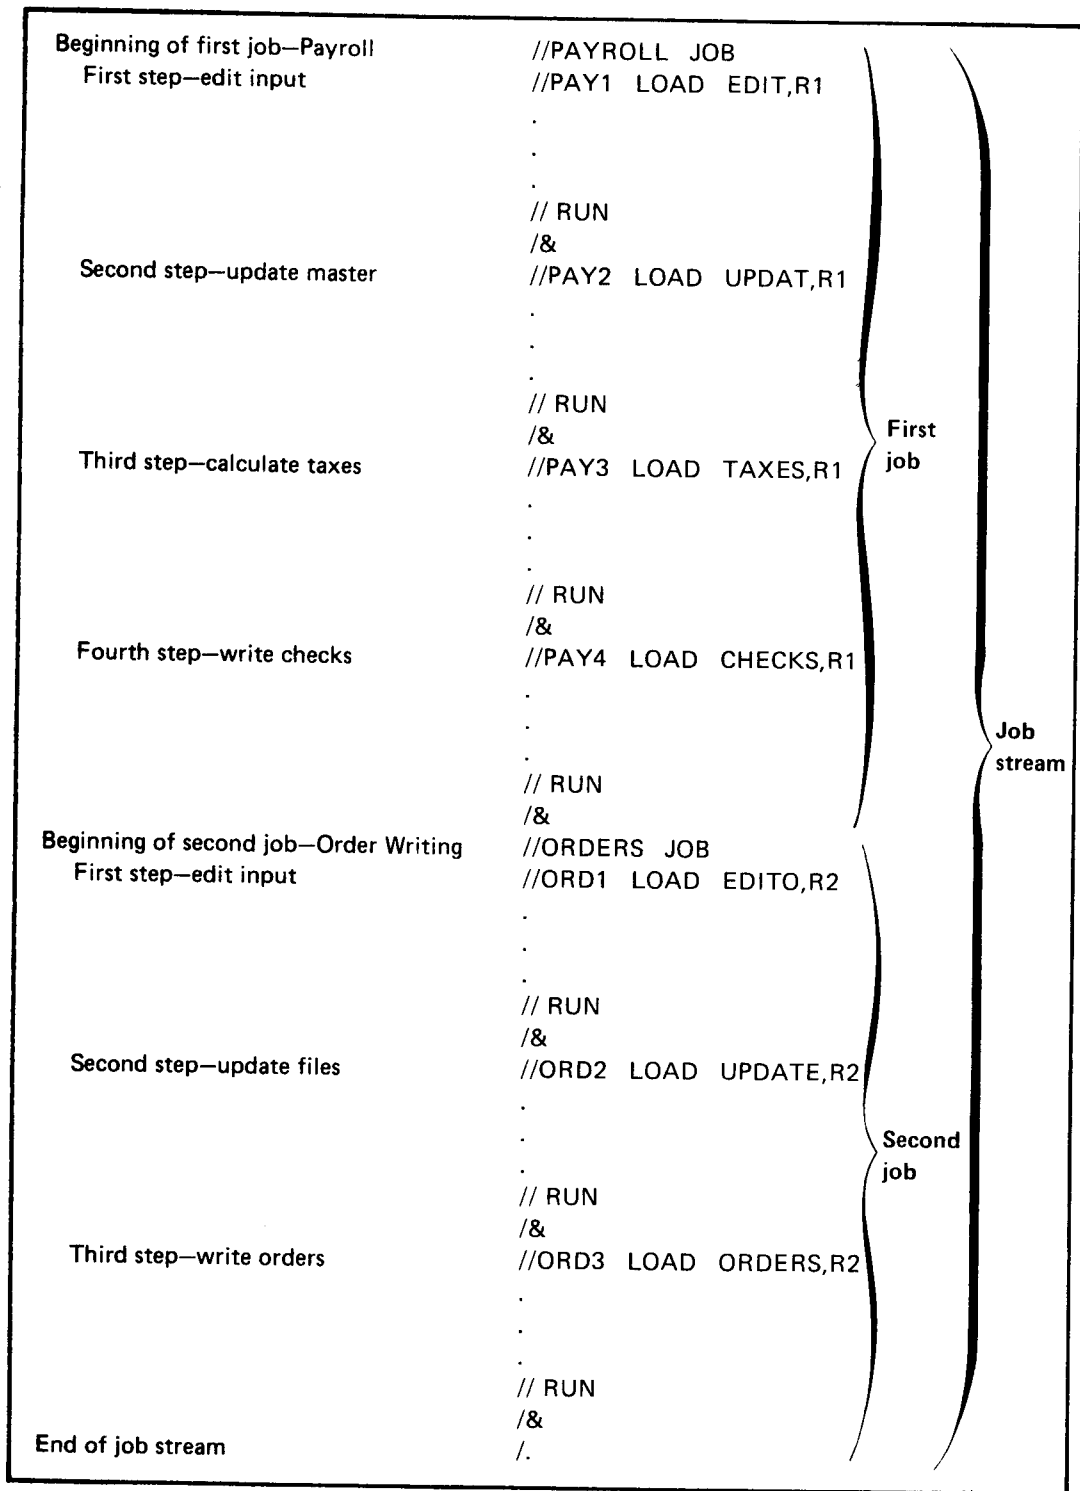 Beginning of first job—Payroll //PAYROLL JOB
First step—edit input //PAY1 LOAD EDIT,R1
.
.
.
// RUN
/&
Second step—update master //PAY2 LOAD UPDAT,R1
.
.
.
// RUN
/&
Third step—calculate taxes //PAY3 LOAD TAXES,R1
.
.
.
// RUN
/&
Fourth step—write checks //PAY4 LOAD CHECKS,R1
.
.
.
// RUN
/&
First
job
Beginning of second job—Order Writing //ORDERS JOB
First step—edit input //ORD1 LOAD EDITO,R2
.
.
.
// RUN
/&
Second step—update files //ORD2 LOAD UPDATE,R2
.
.
.
// RUN
/&
Third step—write orders //ORD3 LOAD ORDERS,R2
.
.
.
// RUN
/&
Second
job
End of job stream /.
Job
stream